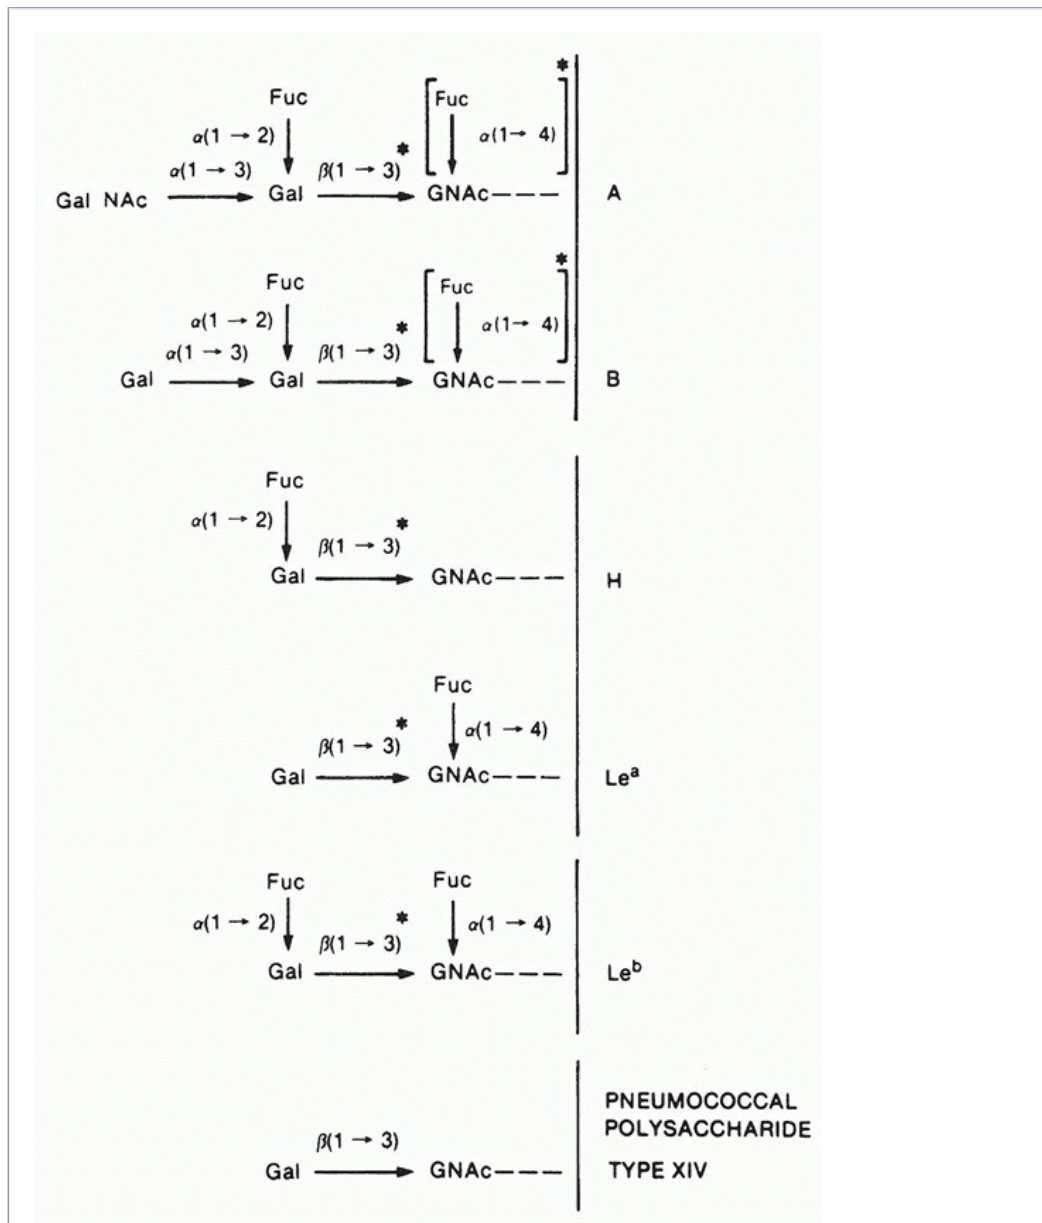 *
Fuc
Fuc
α(1 → 2)
α(1 → 4)
*
α(1 → 3)
β(1 → 3)
Gal NAc
Gal
GNAc
A
*
Fuc
Fuc
α(1 → 2)
α(1 → 4)
*
α(1 → 3)
β(1 → 3)
Gal
Gal
GNAc
B
Fuc
α(1 → 2)
*
β(1 → 3)
Gal
GNAc
H
Fuc
*
β(1 → 3)
α(1 → 4)
Gal
GNAc
Leᵃ
Fuc
Fuc
α(1 → 2)
*
α(1 → 4)
β(1 → 3)
Gal
GNAc
Leᵇ
PNEUMOCOCCAL
POLYSACCHARIDE
β(1 → 3)
Gal
GNAc
TYPE XIV